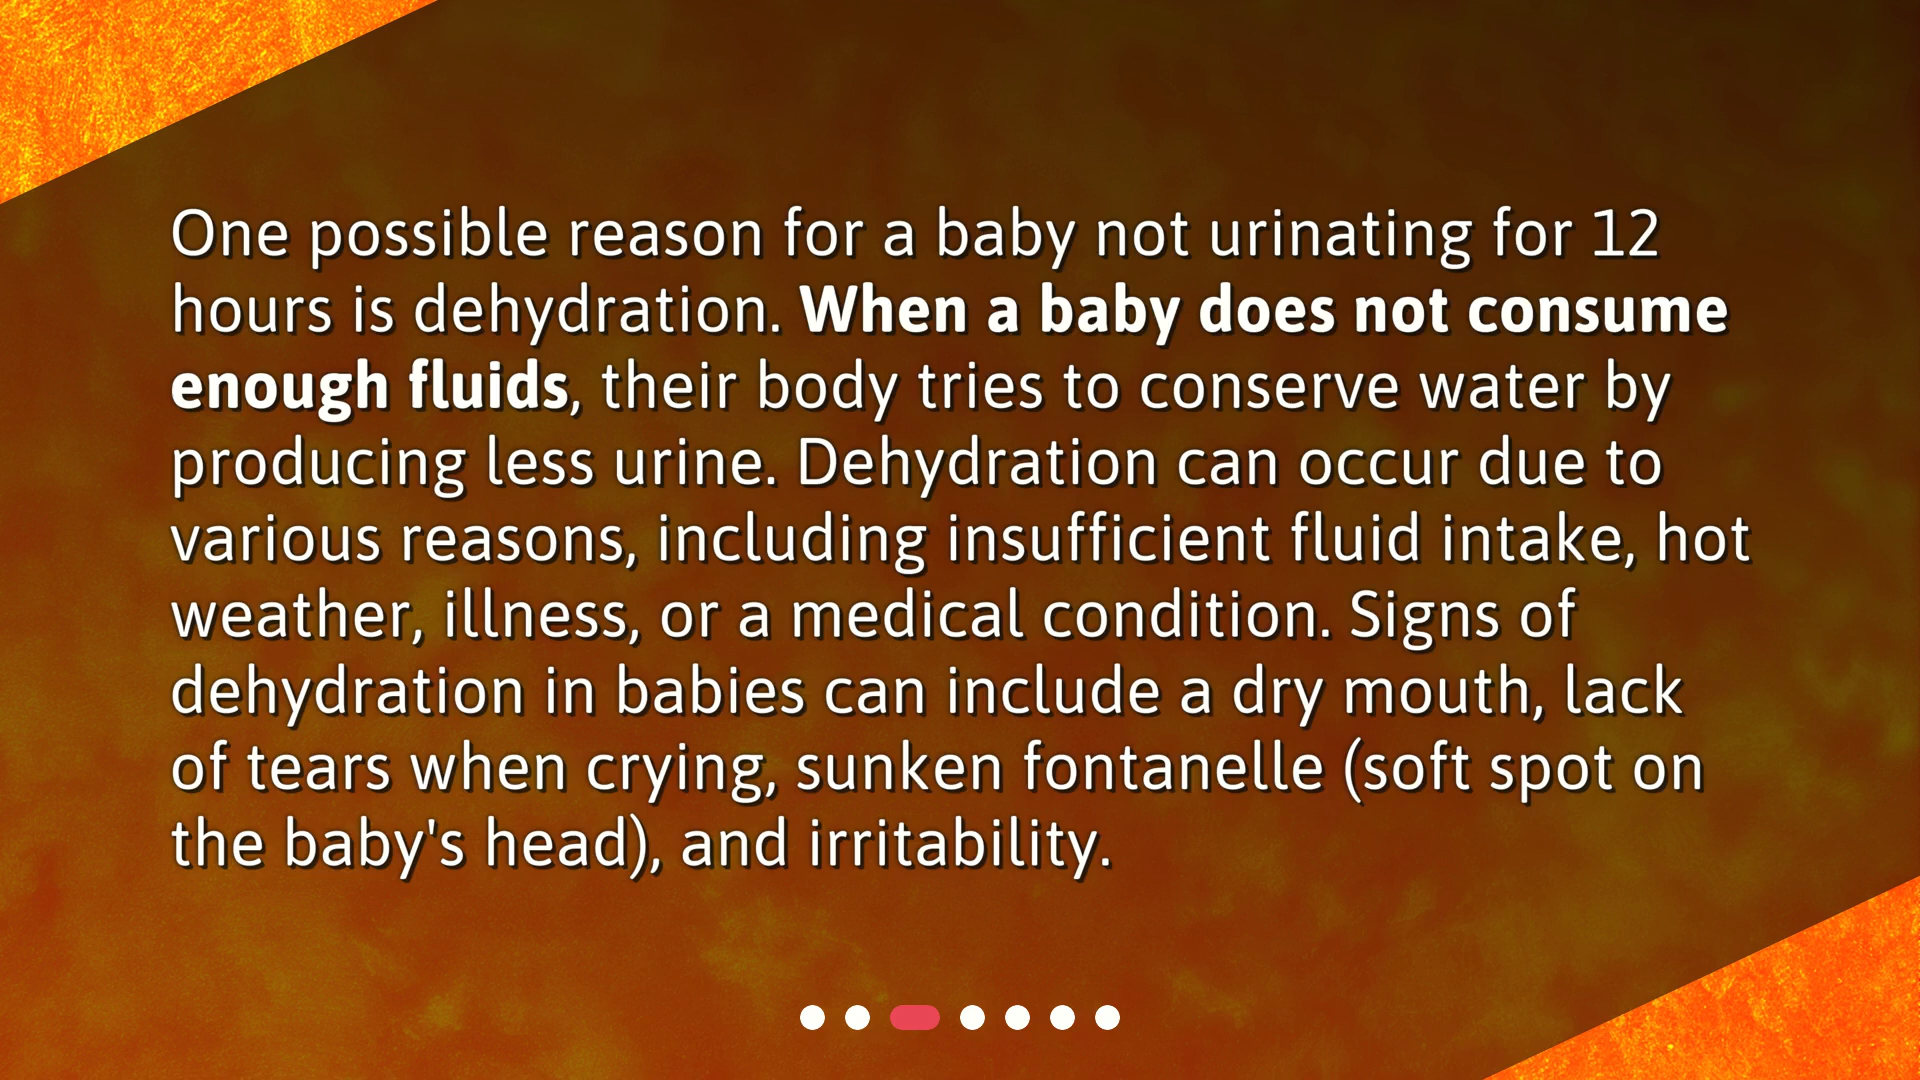 One possible reason for a baby not urinating for 12
hours is dehydration. When a baby does not consume
enough fluids, their body tries to conserve water by
producing less urine. Dehydration can occur due to
various reasons, including insufficient fluid intake, hot
weather, illness, or a medical condition. Signs of
dehydration in babies can include a dry mouth, lack
of tears when crying, sunken fontanelle (soft spot on
the baby's head), and irritability.